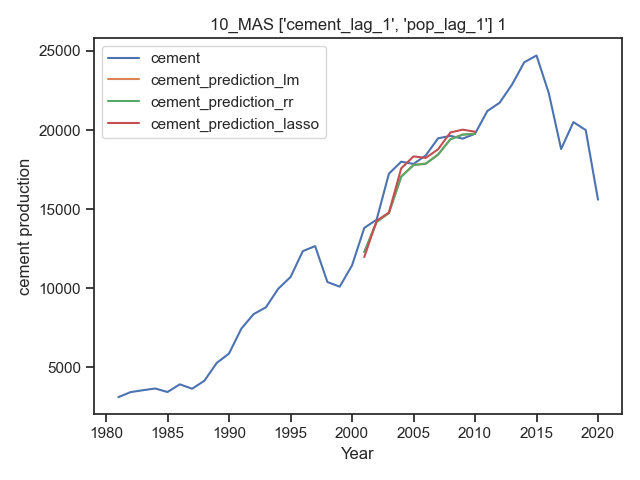 10_MAS ['cement_lag_1', 'pop_lag_1'] 1
cement
cement_prediction_lm
cement_prediction_rr
cement_prediction_lasso
25000
20000
15000
10000
5000
cement production
1980 1985 1990 1995 2000 2005 2010 2015 2020
Year